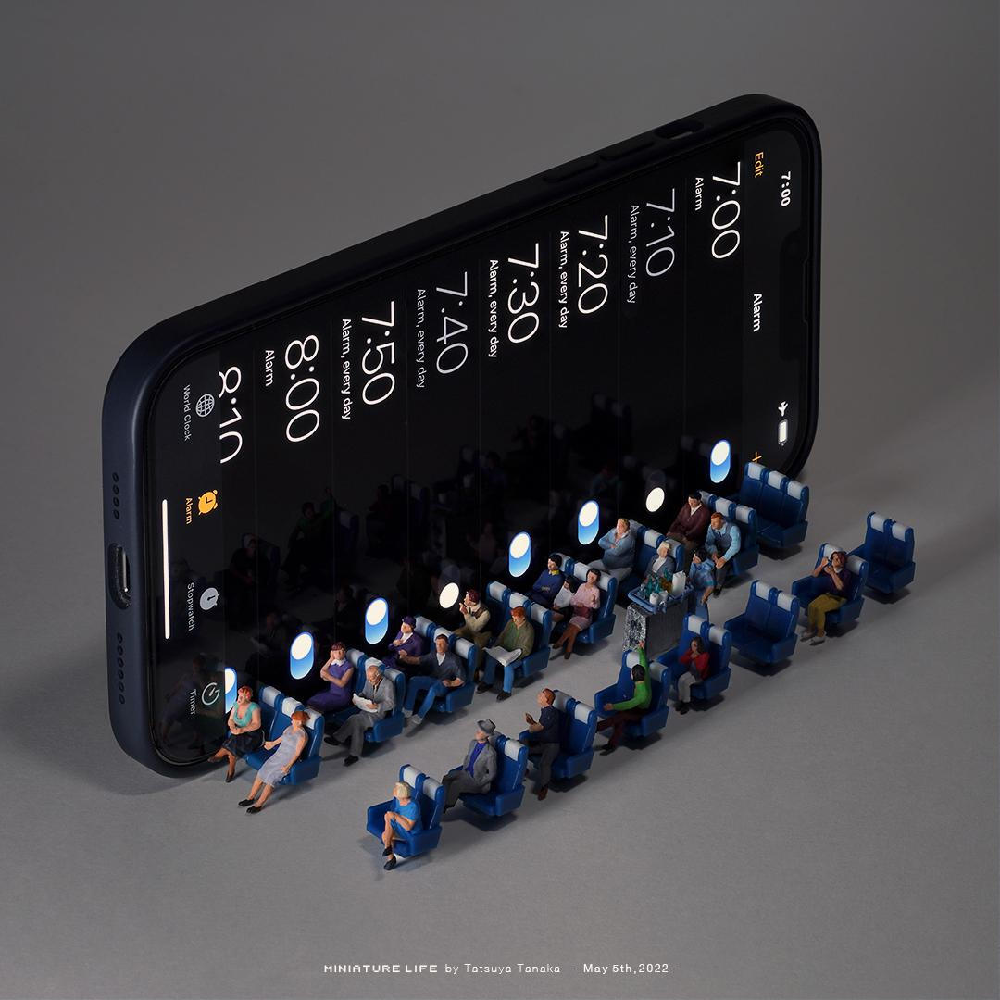 7:00
Edit
Alarm
+
7:00
Alarm
7:10
Alarm, every day
7:20
Alarm, every day
7:30
Alarm, every day
7:40
Alarm, every day
7:50
Alarm, every day
8:00
Alarm
8:10
World Clock
Alarm
Stopwatch
Timer
MINIATURE LIFE by Tatsuya Tanaka - May 5th,2022-